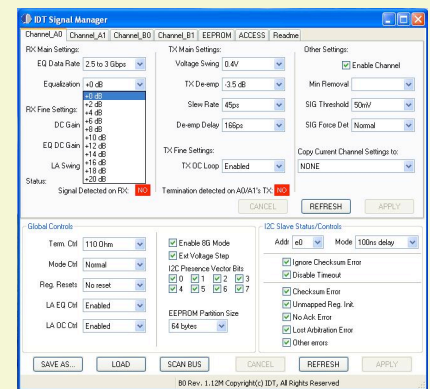 IDT Signal Manager
Channel_A0 Channel_A1 Channel_B0 Channel_B1 EEPROM ACCESS Readme
RX Main Settings: TX Main Settings: Other Settings:
EQ Data Rate 2.5 to 3 Gbps Voltage Swing 0.4V Enable Channel
Equalization +0 dB TX De-emp -3.5 dB Min Removal
+0 dB
+2 dB
+4 dB
+6 dB
+8 dB
+10 dB
+12 dB
+14 dB
+16 dB
+18 dB
+20 dB
RX Fine Settings: Slew Rate 45ps SIG Threshold 50mV
DC Gain De-emp Delay 166ps SIG Force Det Normal
EQ DC Gain TX Fine Settings: Copy Current Channel Settings to:
LA Swing TX OC Loop Enabled NONE
Status:
Signal Detected on RX: NO Termination detected on A0/A1's TX: NO
CANCEL REFRESH APPLY
Global Controls I2C Slave Status/Controls
Term. Ctrl 110 Ohm Enable 8G Mode Addr e0 Mode 100ns delay
Ext Voltage Step
Mode Ctrl Normal I2C Presence Vector Bits Ignore Checksum Error
0 1 2 3 Disable Timeout
Reg. Resets No reset 4 5 6 7
Checksum Error
LA EQ Ctrl Enabled EEPROM Partition Size Unmapped Reg. Init.
64 bytes No Ack Error
LA OC Ctrl Enabled Lost Arbitration Error
Other errors
SAVE AS... LOAD SCAN BUS CANCEL REFRESH APPLY
B0 Rev. 1.12M Copyright(c) IDT, All Rights Reserved